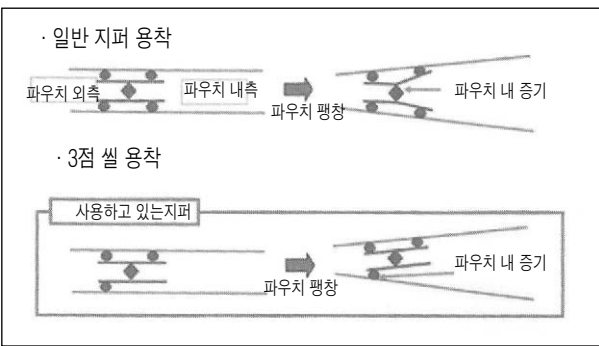 · 일반 지퍼 용착
파우치 외측
파우치 내측
파우치 팽창
파우치 내 증기
· 3점 씰 용착
사용하고 있는지퍼
파우치 팽창
파우치 내 증기